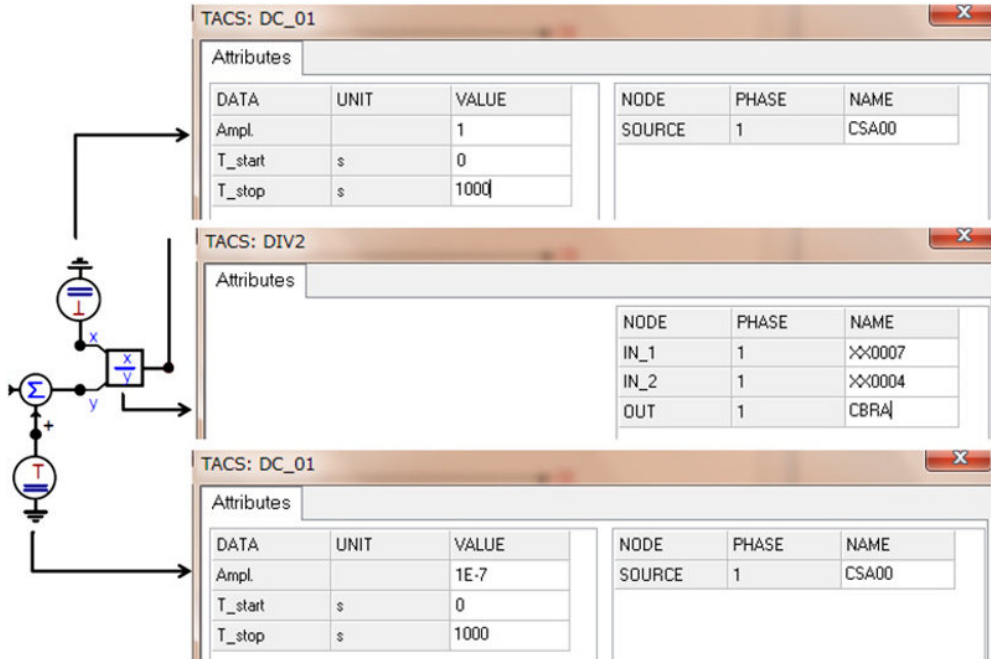 TACS: DC_01 X
Attributes
DATA UNIT VALUE NODE PHASE NAME
Ampl. 1 SOURCE 1 CSA00
T_start s 0
T_stop s 1000
TACS: DIV2 X
Attributes
NODE PHASE NAME
IN_1 1 XX0007
IN_2 1 XX0004
OUT 1 CBRA
T
x
x
y
Σ
y
+
T
TACS: DC_01 X
Attributes
DATA UNIT VALUE NODE PHASE NAME
Ampl. 1E-7 SOURCE 1 CSA00
T_start s 0
T_stop s 1000